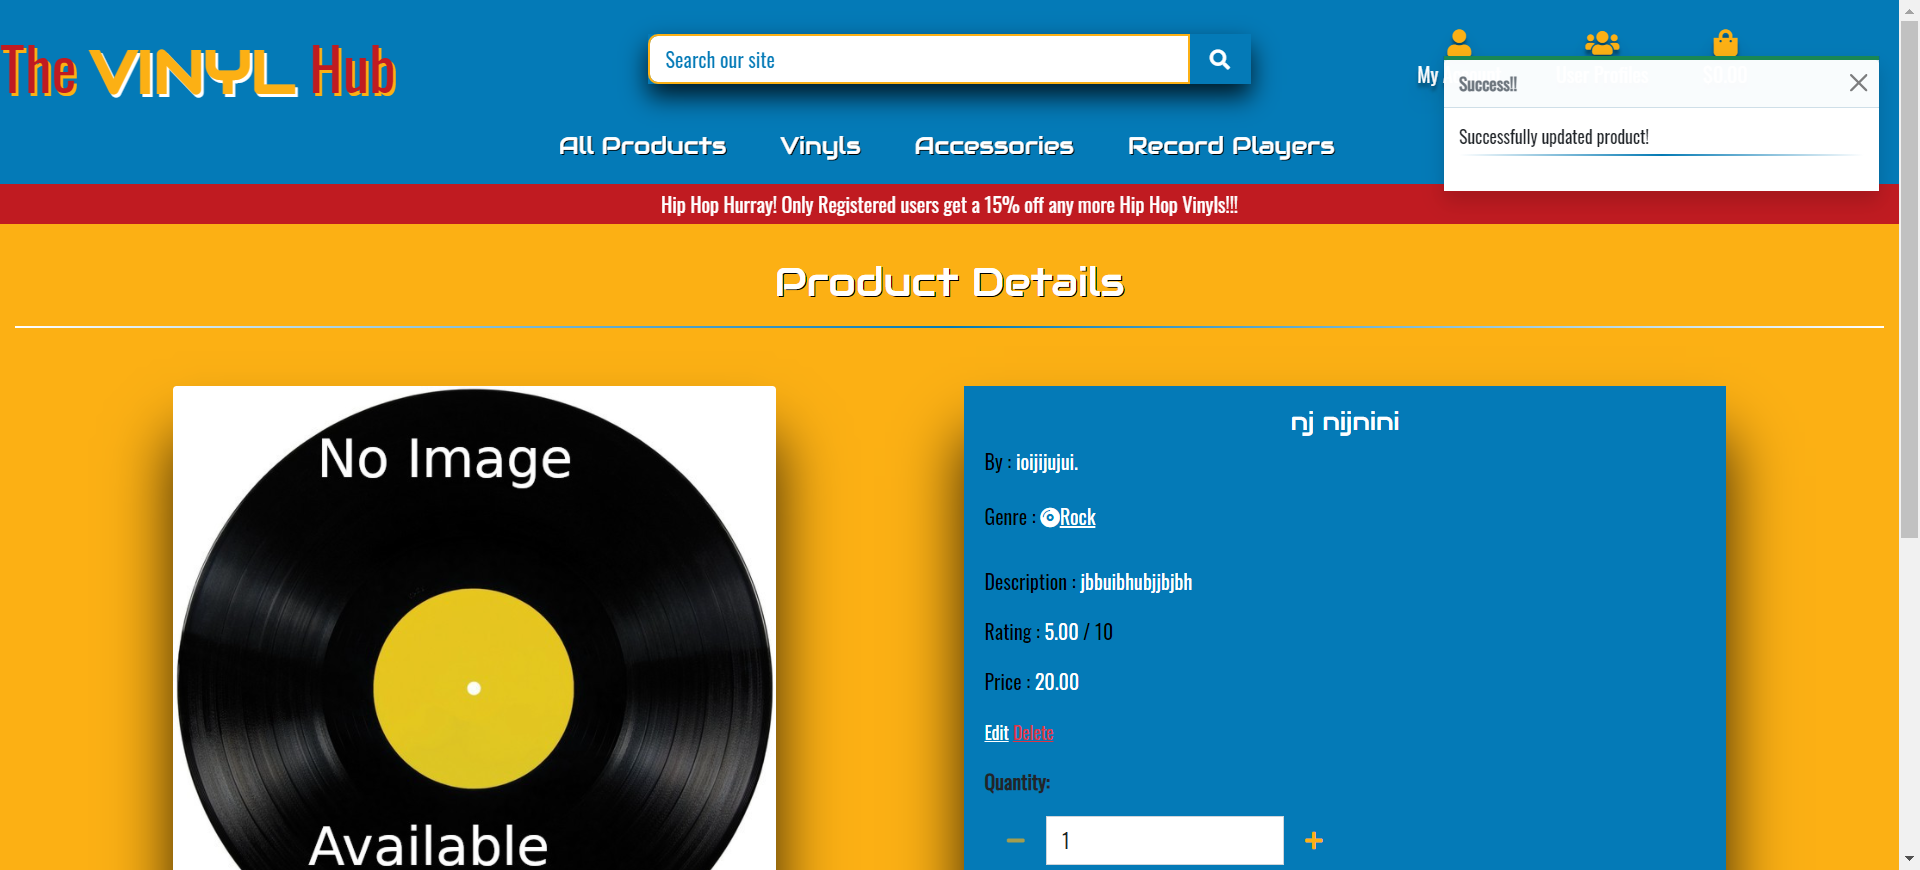 The VINYL Hub
Search our site
My
$0.00
Success!!
Successfully updated product!
All Products
Vinyls
Accessories
Record Players
Hip Hop Hurray! Only Registered users get a 15% off any more Hip Hop Vinyls!!!
Product Details
No Image
Available
nj nijnini
By : ioijijujui.
Genre : Rock
Description : jbbuibhubjjbjbh
Rating : 5.00 / 10
Price : 20.00
Edit Delete
Quantity:
1